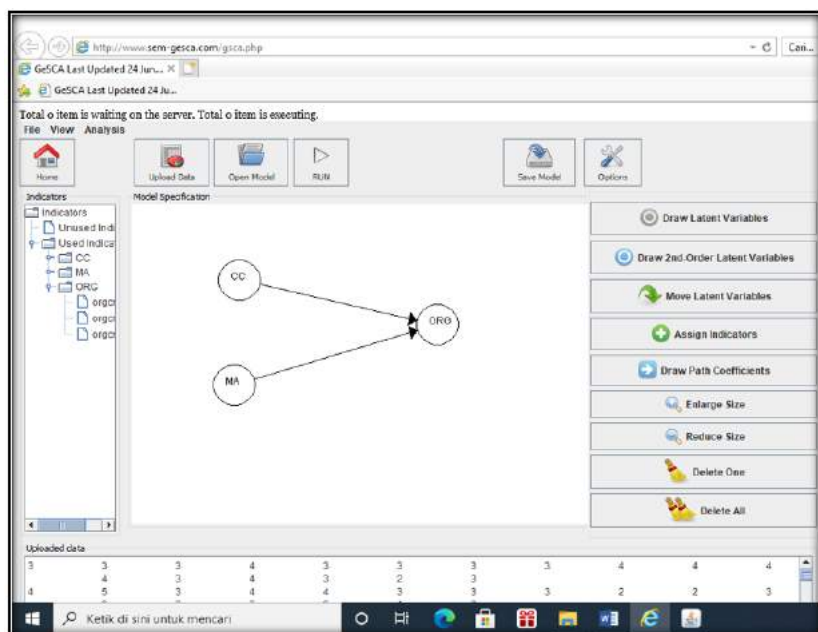 http://www.sem-gesca.com/gsca.php
Cari...
GeSCA Last Updated 24 Jun...
GeSCA Last Updated 24 Ju...
Total 0 item is waiting on the server. Total 0 item is executing.
File View Analysis
Home
Upload Data
Open Model
RUN
Save Model
Options
Indicators
Model Specification
Indicators
Unused Indi
Used Indica
CC
MA
ORG
orgc
orgc
orgc
CC
ORG
MA
Draw Latent Variables
Draw 2nd-Order Latent Variables
Move Latent Variables
Assign Indicators
Draw Path Coefficients
Enlarge Size
Reduce Size
Delete One
Delete All
Uploaded data
3 3 3 4 3 3 3 3 4 4 4
4 3 4 3 2 3
4 5 3 4 4 3 3 3 2 2 3
Ketik di sini untuk mencari